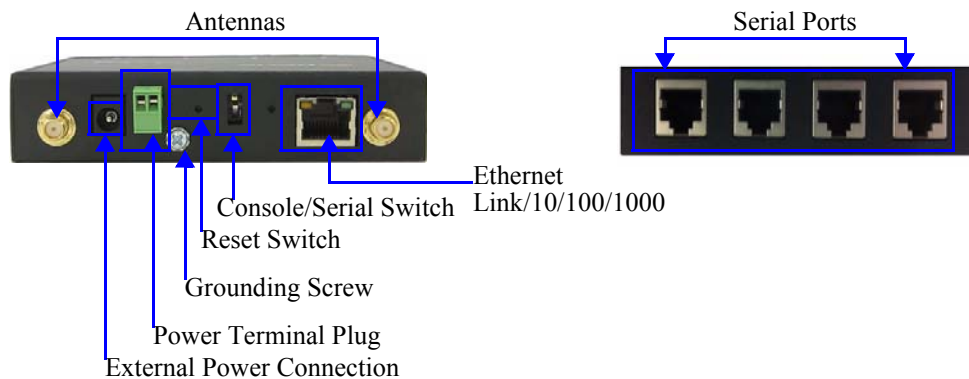 Antennas
Serial Ports
Ethernet
Link/10/100/1000
Console/Serial Switch
Reset Switch
Grounding Screw
Power Terminal Plug
External Power Connection